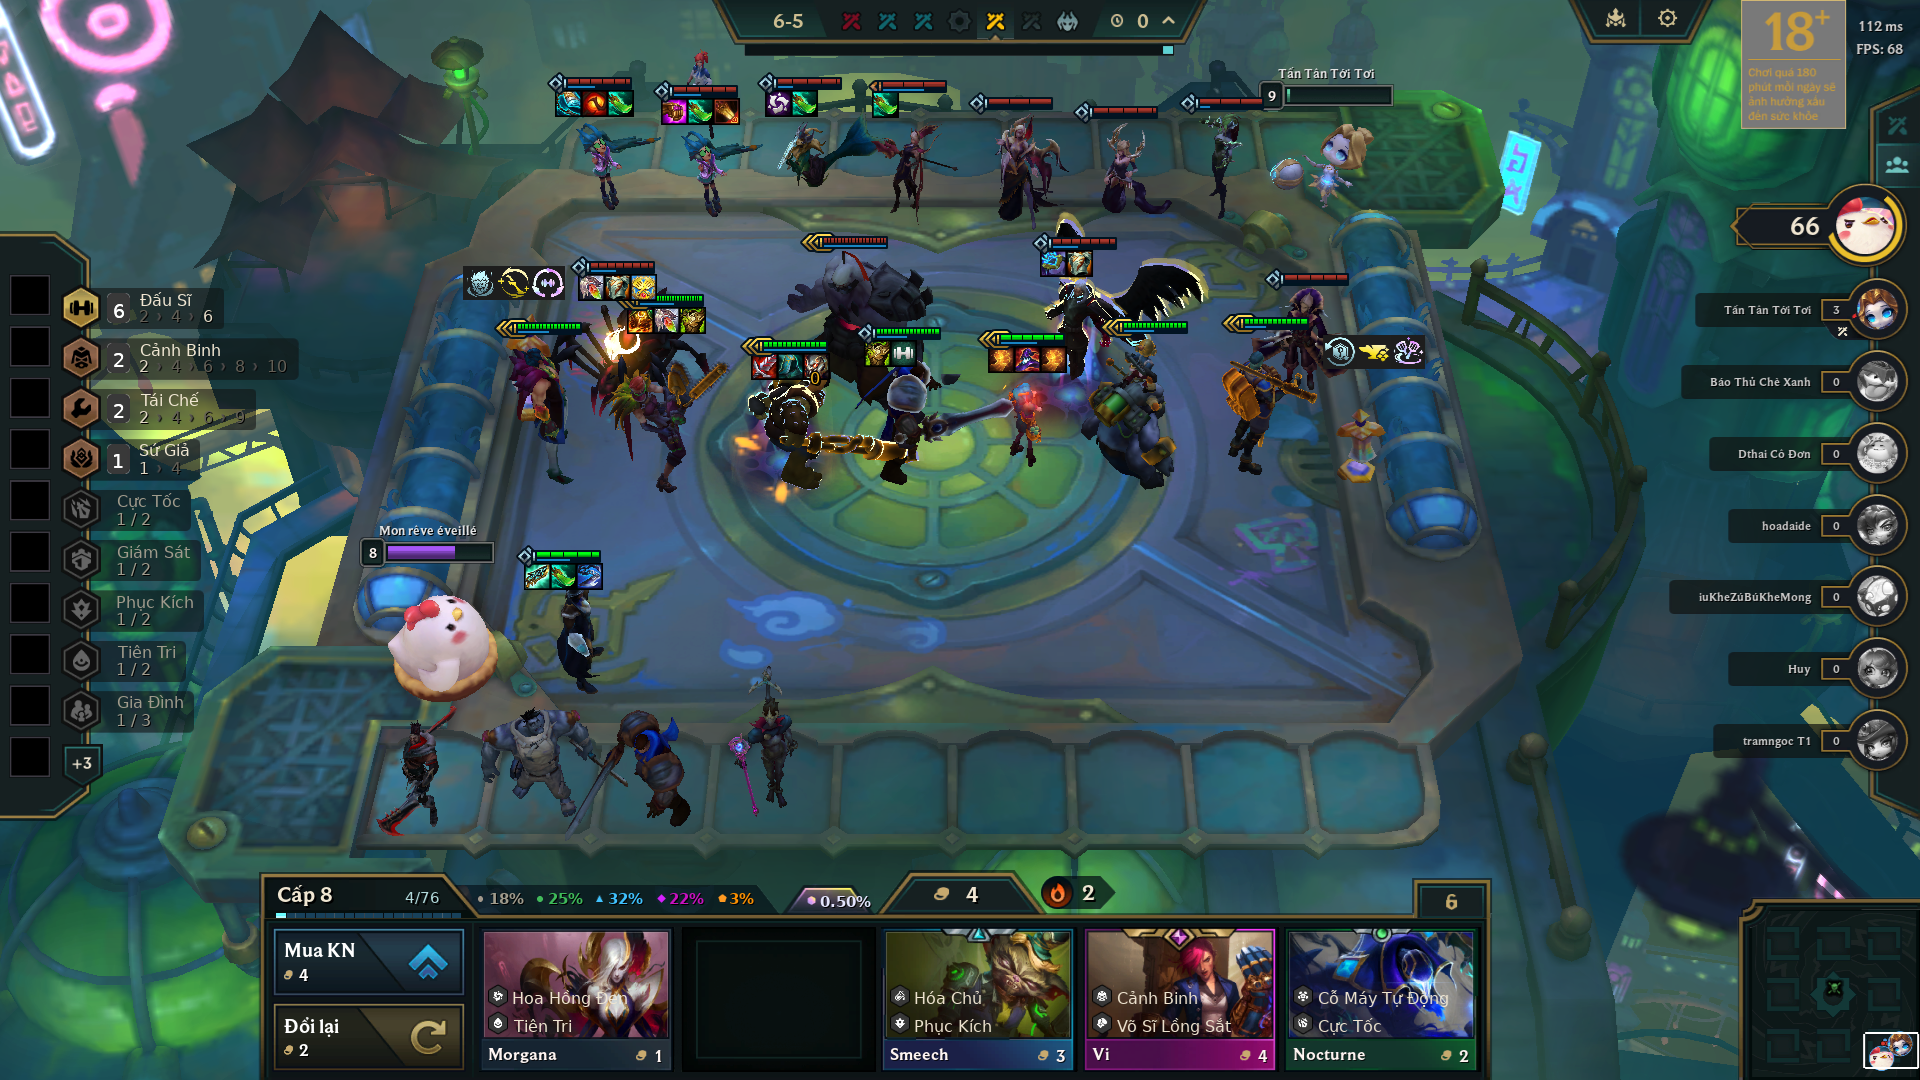 6-5
0
18+
Chơi quá 180
phút mỗi ngày sẽ
ảnh hưởng xấu
đến sức khỏe
112 ms
FPS: 68
Tấn Tân Tới Tơi
9
66
6
Đấu Sĩ
2 › 4 › 6
2
Cảnh Binh
2 › 4 › 6 › 8 › 10
2
Tái Chế
2 › 4 › 6 › 9
1
Sứ Giả
1 › 4
Cực Tốc
1 / 2
Giám Sát
1 / 2
Phục Kích
1 / 2
Tiên Tri
1 / 2
Gia Đình
1 / 3
+3
Tấn Tân Tới Tơi
3
Báo Thủ Chê Xanh
0
Dthai Cô Đơn
0
hoadaide
0
iuKheZúBúKheMong
0
Huy
0
tramngoc T1
0
0
Mon rêve éveillé
8
Cấp 8
4/76
18%
25%
32%
22%
3%
0.50%
4
2
6
Mua KN
4
Đổi lại
2
Hoa Hồng Đen
Tiên Tri
Morgana
1
Hóa Chủ
Phục Kích
Smeech
3
Cảnh Binh
Võ Sĩ Lồng Sắt
Vi
4
Cỗ Máy Tự Động
Cực Tốc
Nocturne
2